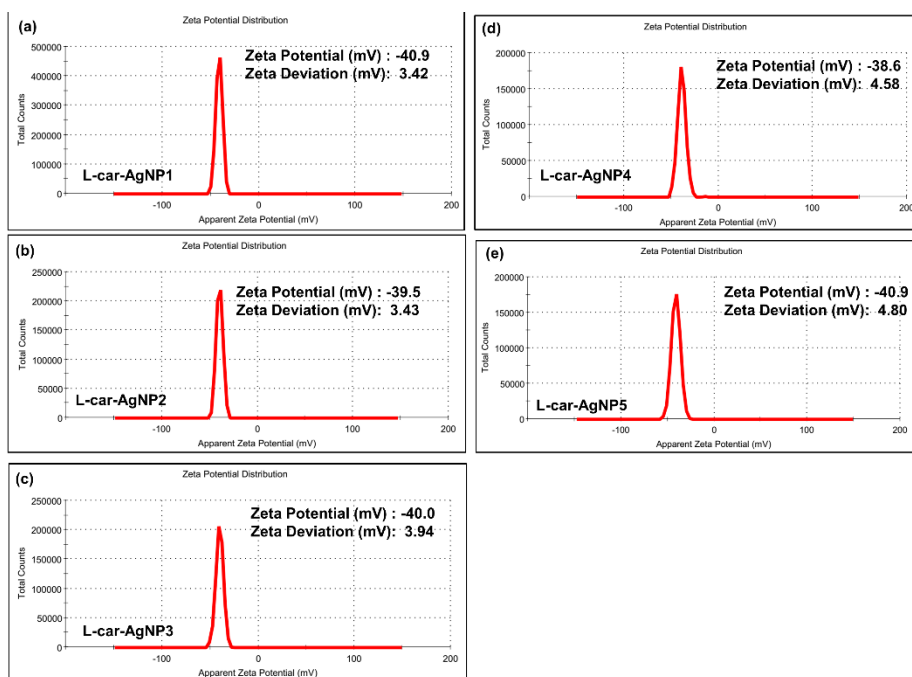 (a)
Zeta Potential Distribution
Zeta Potential (mV) : -40.9
Zeta Deviation (mV): 3.42
500000
400000
300000
200000
100000
0
Total Counts
L-car-AgNP1
-100 0 100 200
Apparent Zeta Potential (mV)
(b)
Zeta Potential Distribution
Zeta Potential (mV) : -39.5
Zeta Deviation (mV): 3.43
250000
200000
150000
100000
50000
0
Total Counts
L-car-AgNP2
-100 0 100 200
Apparent Zeta Potential (mV)
(c)
Zeta Potential Distribution
Zeta Potential (mV) : -40.0
Zeta Deviation (mV): 3.94
250000
200000
150000
100000
50000
0
Total Counts
L-car-AgNP3
-100 0 100 200
Apparent Zeta Potential (mV)
(d)
Zeta Potential Distribution
Zeta Potential (mV) : -38.6
Zeta Deviation (mV): 4.58
200000
150000
100000
50000
0
Total Counts
L-car-AgNP4
-100 0 100 200
Apparent Zeta Potential (mV)
(e)
Zeta Potential Distribution
Zeta Potential (mV) : -40.9
Zeta Deviation (mV): 4.80
200000
150000
100000
50000
0
Total Counts
L-car-AgNP5
-100 0 100 200
Apparent Zeta Potential (mV)